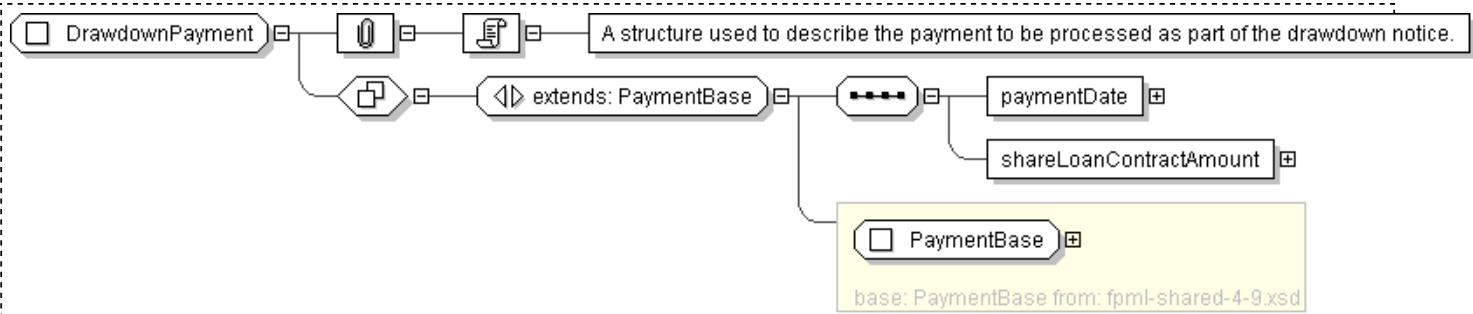 DrawdownPayment
A structure used to describe the payment to be processed as part of the drawdown notice.
extends: PaymentBase
paymentDate
shareLoanContractAmount
PaymentBase
base: PaymentBase from: fpml-shared-4-9.xsd